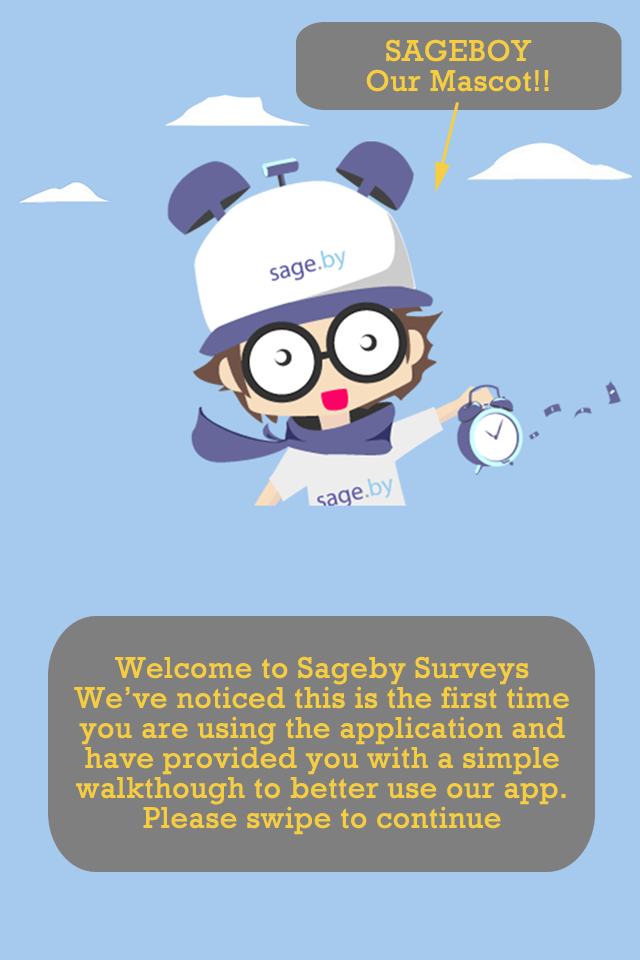 SAGEBOY
Our Mascot!!
sage.by
sage.by
Welcome to Sageby Surveys
We’ve noticed this is the first time
you are using the application and
have provided you with a simple
walkthough to better use our app.
Please swipe to continue